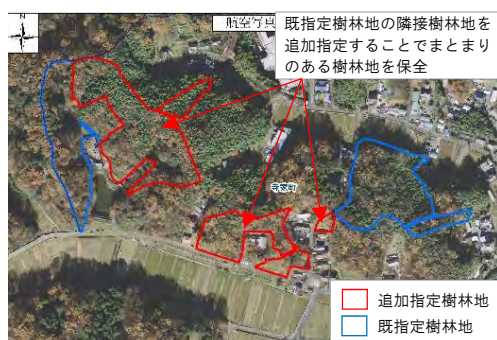 航空写真
既指定樹林地の隣接樹林地を
追加指定することでまとまり
のある樹林地を保全
寺家町
追加指定樹林地
既指定樹林地